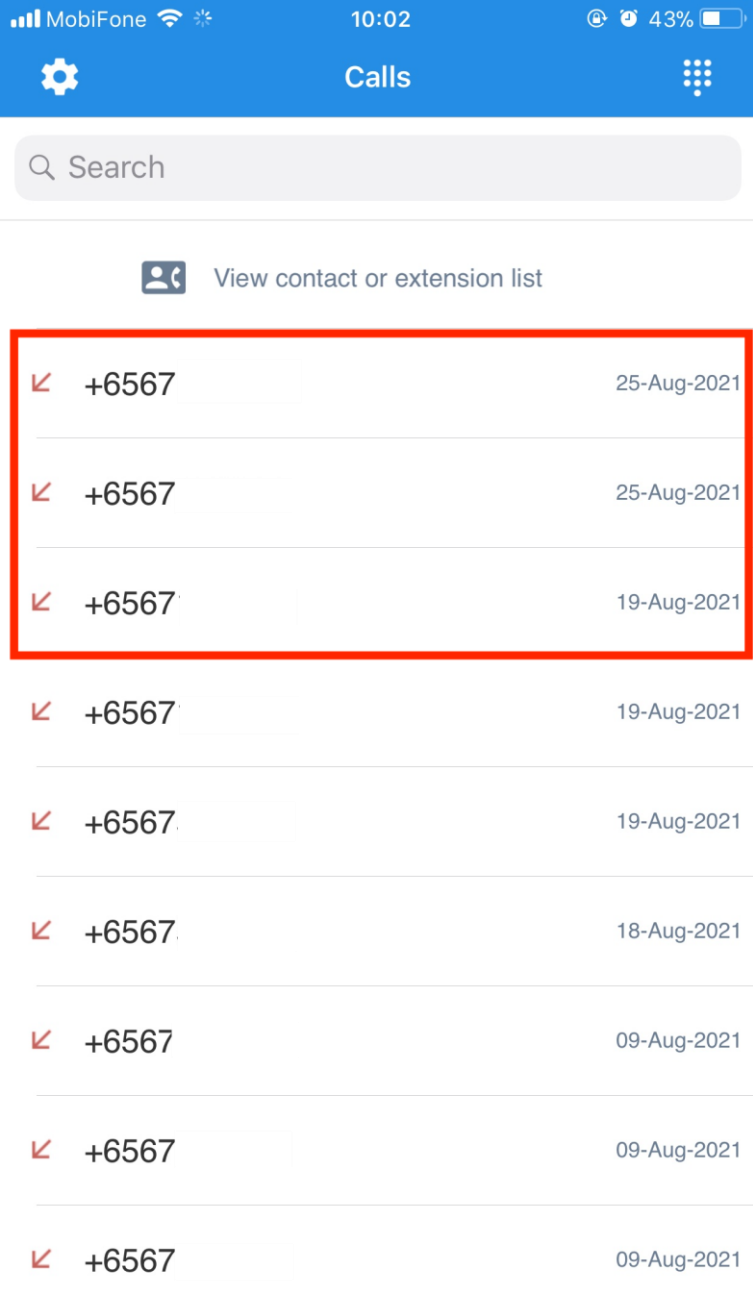 MobiFone 10:02 43%
Calls
Search
View contact or extension list
+6567 25-Aug-2021
+6567 25-Aug-2021
+6567 19-Aug-2021
+6567 19-Aug-2021
+6567 19-Aug-2021
+6567 18-Aug-2021
+6567 09-Aug-2021
+6567 09-Aug-2021
+6567 09-Aug-2021